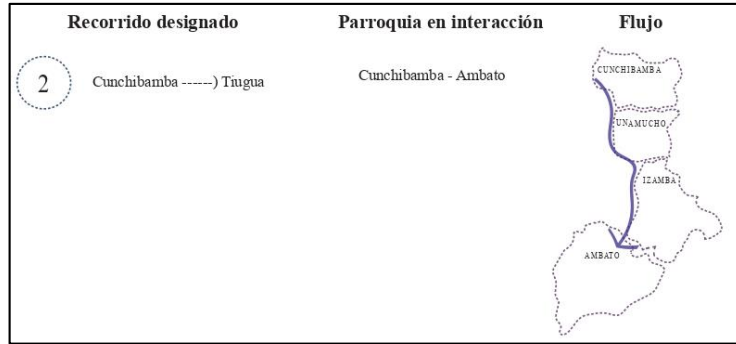 Recorrido designado Parroquia en interacción Flujo
2 Cunchibamba ------) Tiugua Cunchibamba - Ambato
CUNCHIBAMBA
UNAMUCHO
IZAMBA
AMBATO